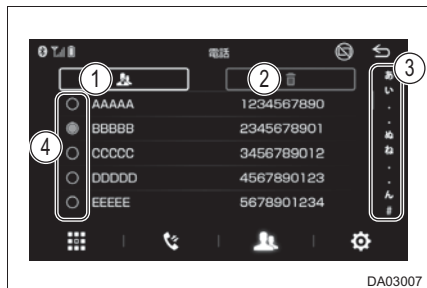 電話
1
2
3
4
AAAAA 1234567890
BBBBB 2345678901
CCCCC 3456789012
DDDDD 4567890123
EEEEE 5678901234
あ
い
・
・
ぬ
ね
・
・
ん
#
DA03007